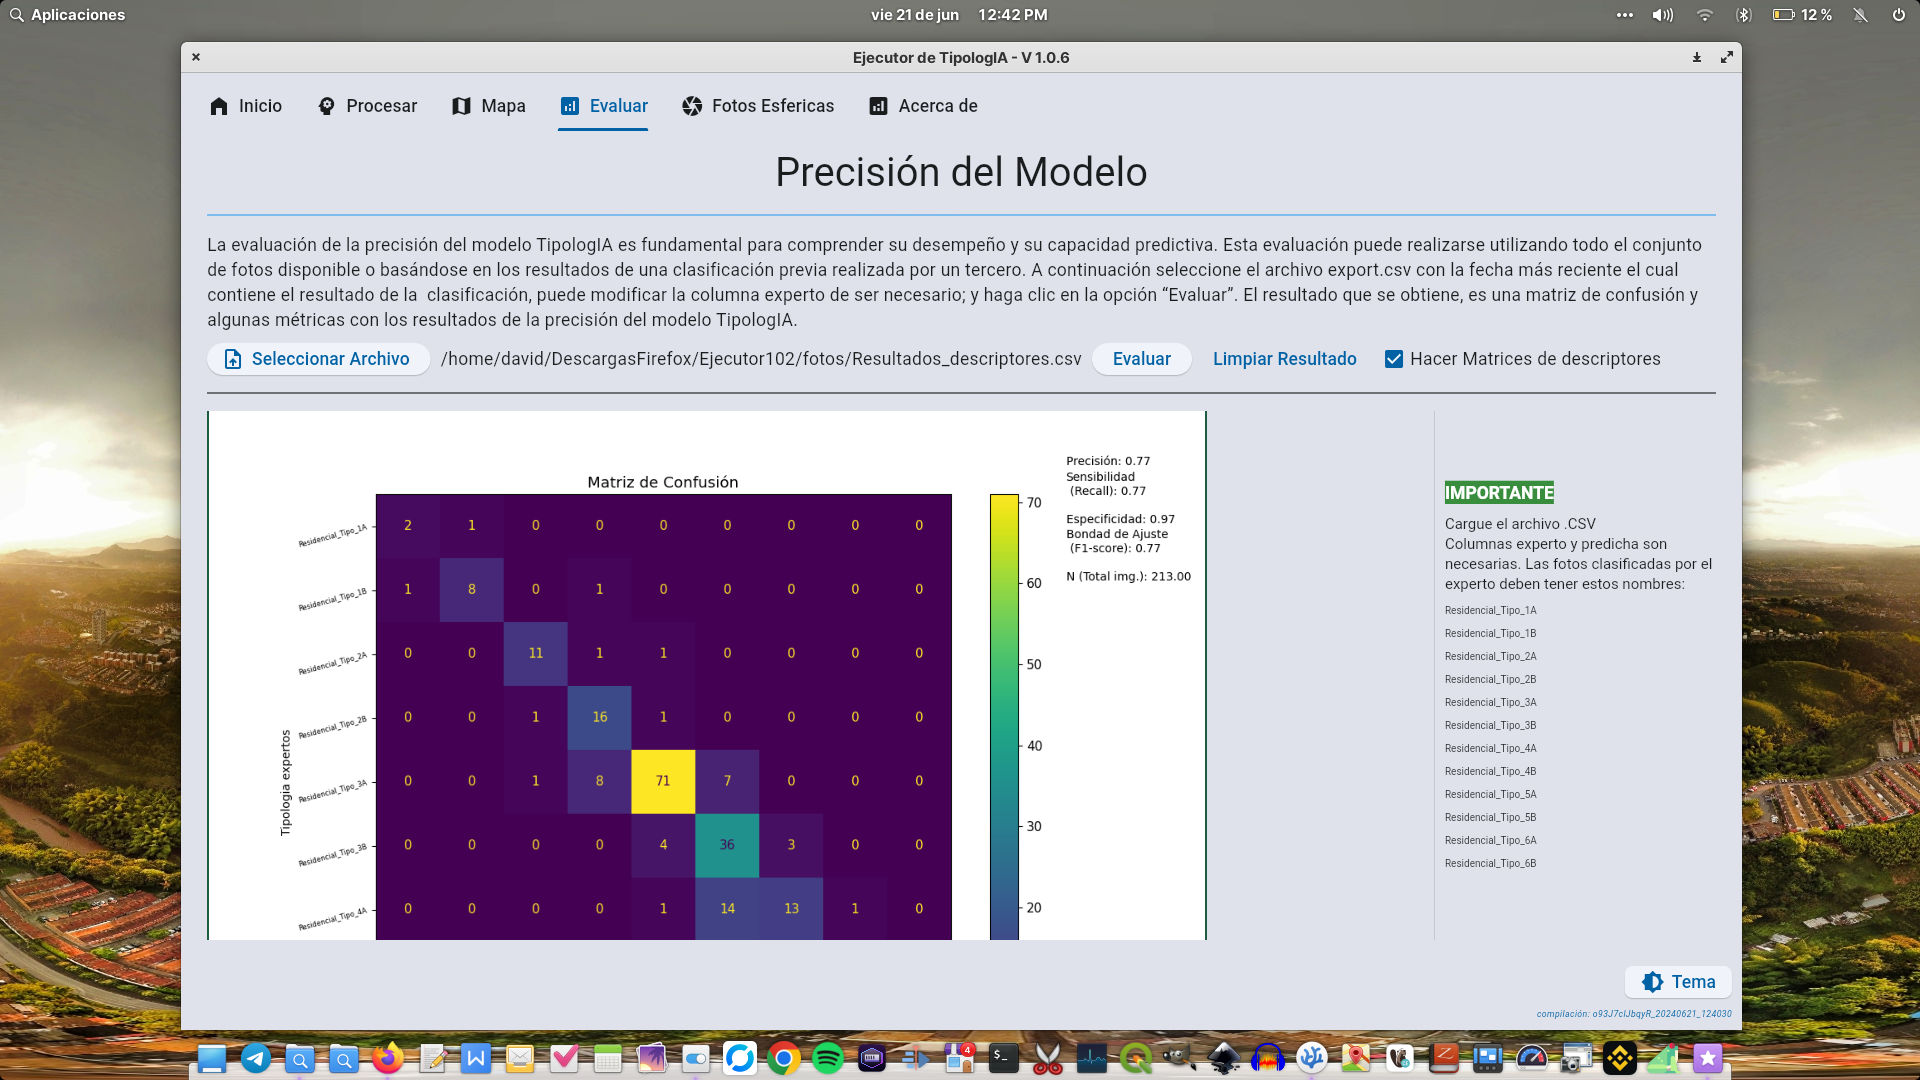 Aplicaciones
vie 21 de jun 12:42 PM
12 %
Ejecutor de TipologIA - V 1.0.6
Inicio
Procesar
Mapa
Evaluar
Fotos Esfericas
Acerca de
Precisión del Modelo
La evaluación de la precisión del modelo TipologIA es fundamental para comprender su desempeño y su capacidad predictiva. Esta evaluación puede realizarse utilizando todo el conjunto
de fotos disponible o basándose en los resultados de una clasificación previa realizada por un tercero. A continuación seleccione el archivo export.csv con la fecha más reciente el cual
contiene el resultado de la  clasificación, puede modificar la columna experto de ser necesario; y haga clic en la opción “Evaluar”. El resultado que se obtiene, es una matriz de confusión y
algunas métricas con los resultados de la precisión del modelo TipologIA.
Seleccionar Archivo
/home/david/DescargasFirefox/Ejecutor102/fotos/Resultados_descriptores.csv
Evaluar
Limpiar Resultado
Hacer Matrices de descriptores
Matriz de Confusión
Tipologia expertos
Residencial_Tipo_1A 2 1 0 0 0 0 0 0 0
Residencial_Tipo_1B 1 8 0 1 0 0 0 0 0
Residencial_Tipo_2A 0 0 11 1 1 0 0 0 0
Residencial_Tipo_2B 0 0 1 16 1 0 0 0 0
Residencial_Tipo_3A 0 0 1 8 71 7 0 0 0
Residencial_Tipo_3B 0 0 0 0 4 36 3 0 0
Residencial_Tipo_4A 0 0 0 0 1 14 13 1 0
70
60
50
40
30
20
Precisión: 0.77
Sensibilidad
(Recall): 0.77
Especificidad: 0.97
Bondad de Ajuste
(F1-score): 0.77
N (Total img.): 213.00
IMPORTANTE
Cargue el archivo .CSV
Columnas experto y predicha son
necesarias. Las fotos clasificadas por el
experto deben tener estos nombres:
Residencial_Tipo_1A
Residencial_Tipo_1B
Residencial_Tipo_2A
Residencial_Tipo_2B
Residencial_Tipo_3A
Residencial_Tipo_3B
Residencial_Tipo_4A
Residencial_Tipo_4B
Residencial_Tipo_5A
Residencial_Tipo_5B
Residencial_Tipo_6A
Residencial_Tipo_6B
Tema
compilación: o93J7clJbqyR_20240621_124030
4